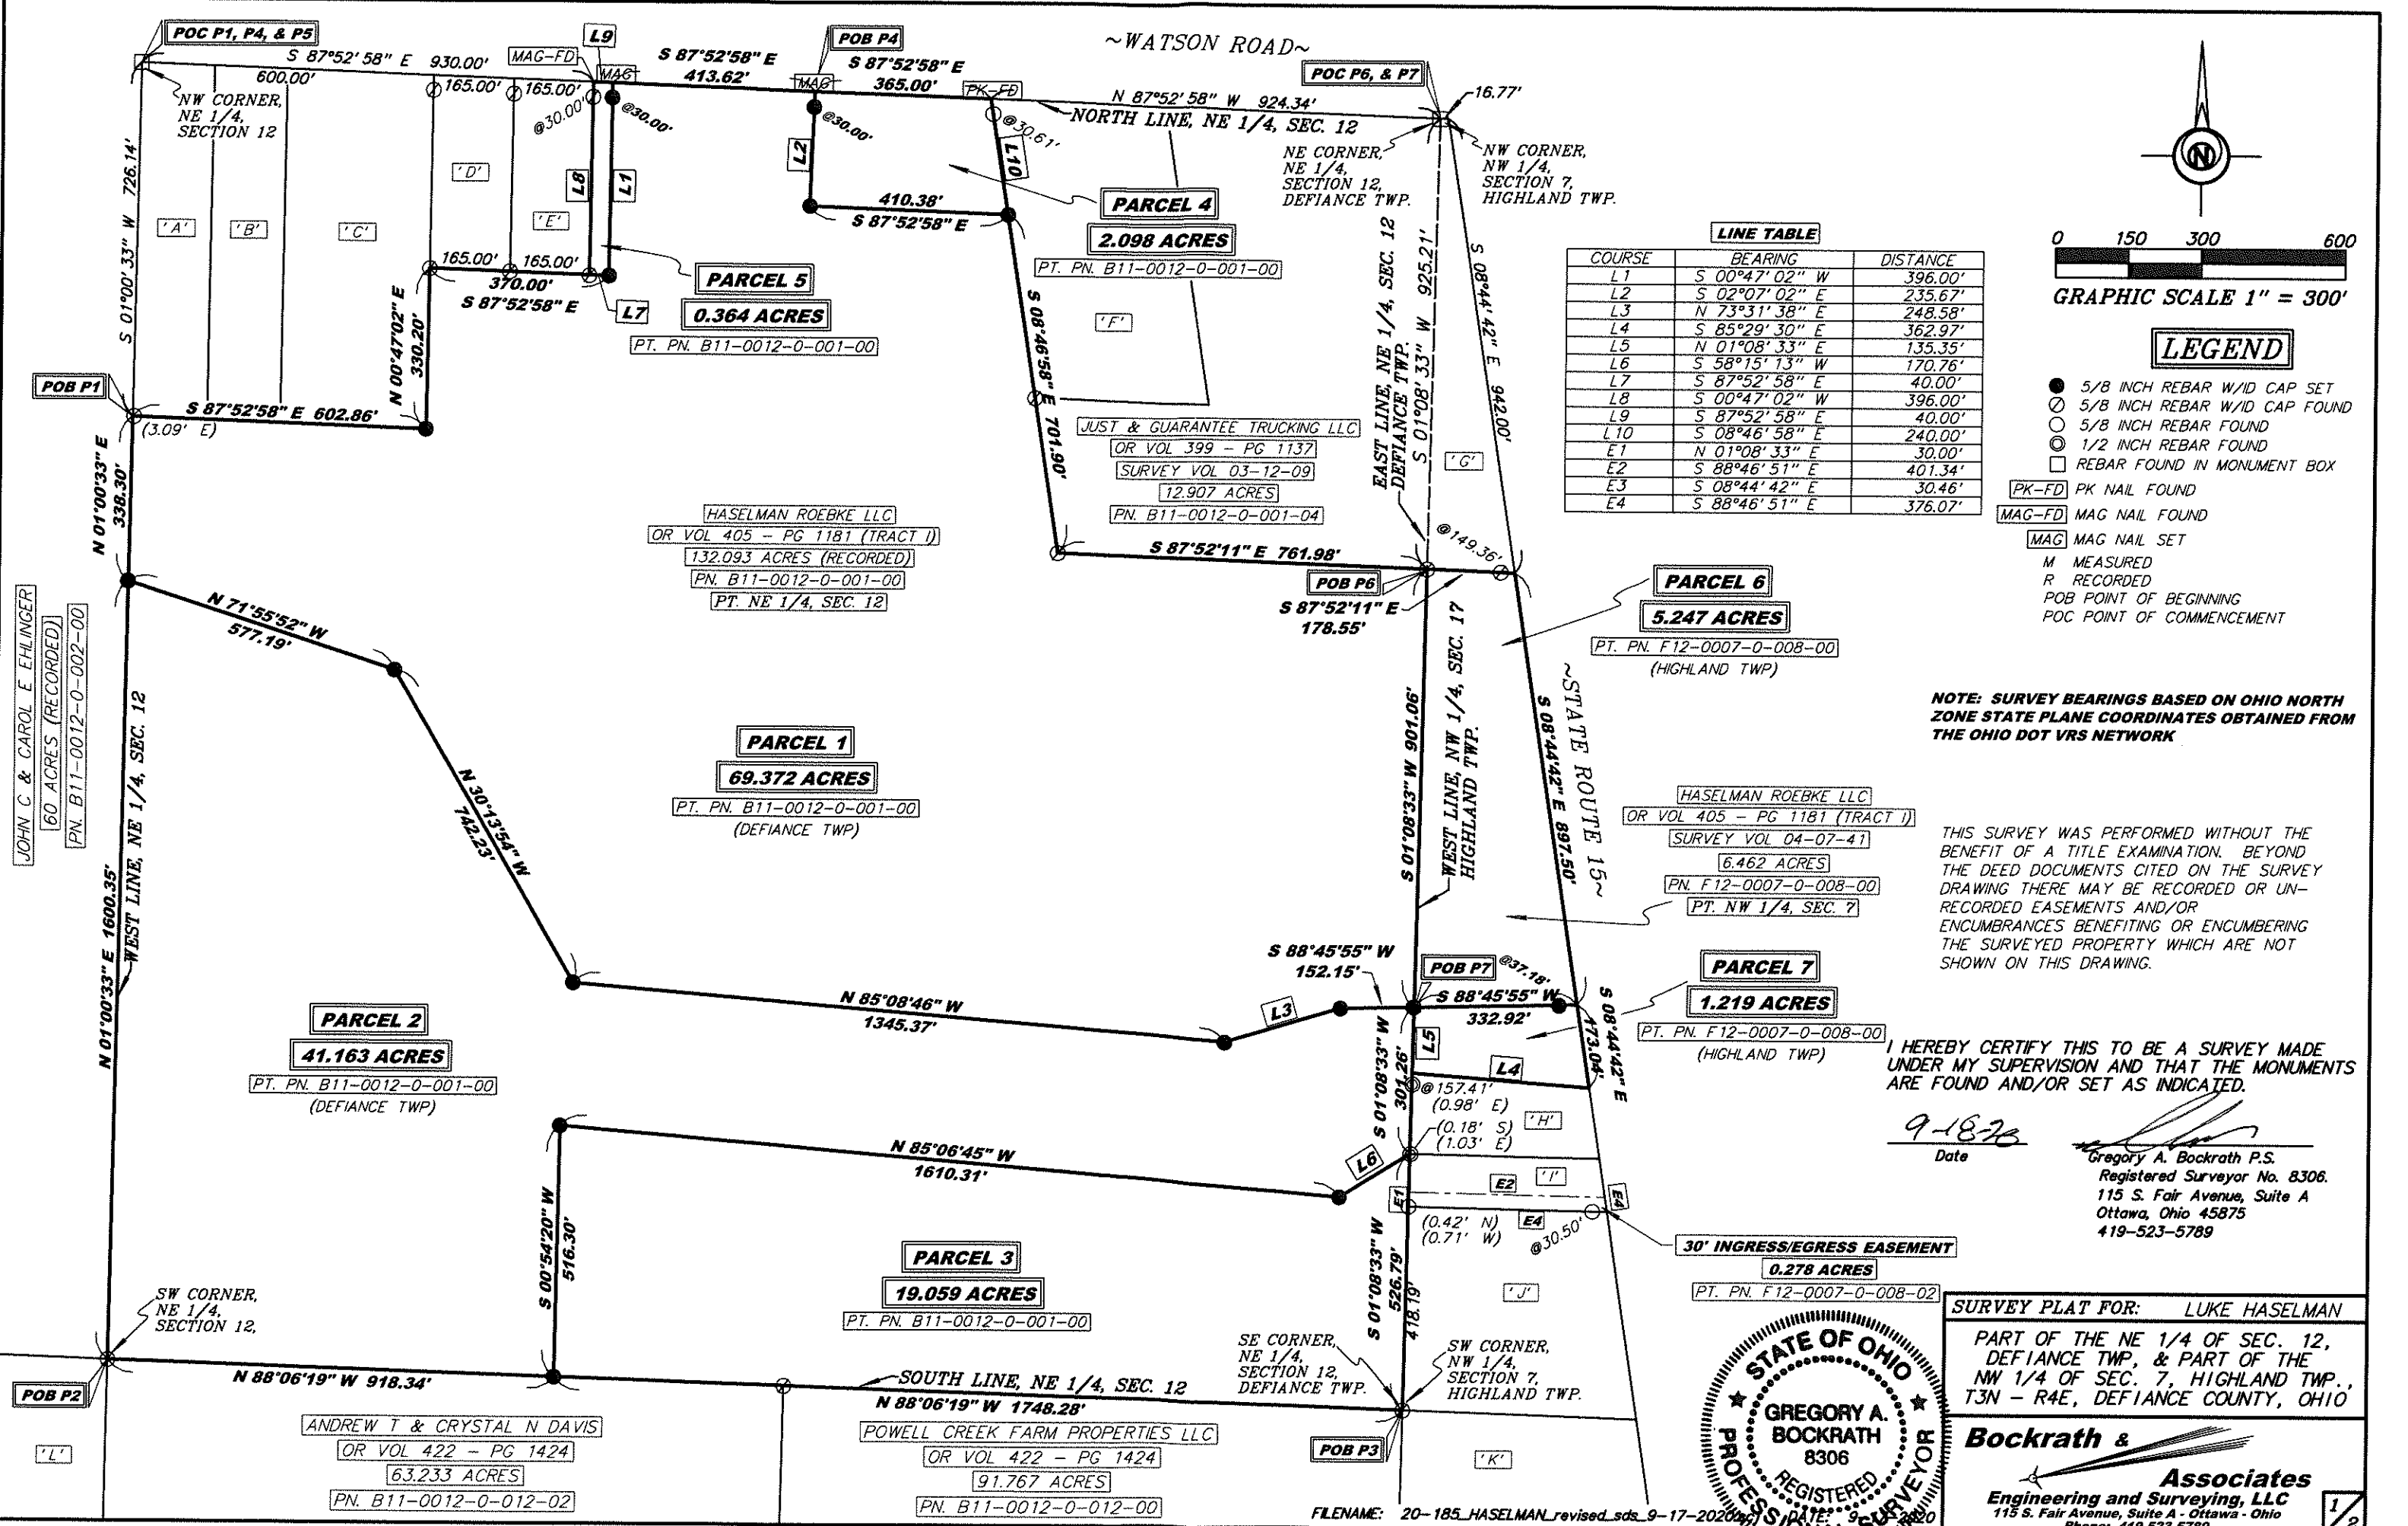 ~WATSON ROAD~
POC P1, P4, & P5
L9
POB P4
POC P6, & P7
S 87°52'58" E 930.00'
600.00'
MAG-FD
MAG
S 87°52'58" E
413.62'
MAG
S 87°52'58" E
365.00'
PK-FD
N 87°52'58" W 924.34'
NORTH LINE, NE 1/4, SEC. 12
16.77'
NW CORNER,
NE 1/4,
SECTION 12
165.00'
165.00'
@30.00'
@30.00'
@30.00'
@30.61'
NE CORNER,
NE 1/4,
SECTION 12,
DEFIANCE TWP.
NW CORNER,
NW 1/4,
SECTION 7,
HIGHLAND TWP.
S 01°00'33" W 726.14'
'A'
'B'
'C'
'D'
'E'
L8
L1
L2
L10
410.38'
S 87°52'58" E
PARCEL 4
2.098 ACRES
PT. PN. B11-0012-0-001-00
165.00'
165.00'
370.00'
S 87°52'58" E
L7
PARCEL 5
0.364 ACRES
PT. PN. B11-0012-0-001-00
N 00°47'02" E
330.20'
'F'
S 08°46'58" E 701.90'
EAST LINE, NE 1/4, SEC. 12
DEFIANCE TWP.
S 01°08'33" W 925.21'
S 08°44'42" E 942.00'
'G'
POB P1
S 87°52'58" E 602.86'
(3.09' E)
N 01°00'33" E
338.30'
JUST & GUARANTEE TRUCKING LLC
OR VOL 399 - PG 1137
SURVEY VOL 03-12-09
12.907 ACRES
PN. B11-0012-0-001-04
HASELMAN ROEBKE LLC
OR VOL 405 - PG 1181 (TRACT I)
132.093 ACRES (RECORDED)
PN. B11-0012-0-001-00
PT. NE 1/4, SEC. 12
S 87°52'11" E 761.98'
@149.36'
POB P6
S 87°52'11" E
178.55'
PARCEL 6
5.247 ACRES
PT. PN. F12-0007-0-008-00
(HIGHLAND TWP)
JOHN C & CAROL E EHLINGER
60 ACRES (RECORDED)
PN. B11-0012-0-002-00
N 71°55'52" W
577.19'
N 30°13'54" W
742.23'
WEST LINE, NE 1/4, SEC. 12
N 01°00'33" E 1600.35'
PARCEL 1
69.372 ACRES
PT. PN. B11-0012-0-001-00
(DEFIANCE TWP)
S 01°08'33" W 901.06'
WEST LINE, NW 1/4, SEC. 17
HIGHLAND TWP.
~STATE ROUTE 15~
S 08°44'42" E 897.50'
HASELMAN ROEBKE LLC
OR VOL 405 - PG 1181 (TRACT I)
SURVEY VOL 04-07-41
6.462 ACRES
PN. F12-0007-0-008-00
PT. NW 1/4, SEC. 7
S 88°45'55" W
152.15'
POB P7
@37.18'
S 88°45'55" W
332.92'
PARCEL 7
1.219 ACRES
PT. PN. F12-0007-0-008-00
(HIGHLAND TWP)
N 85°08'46" W
1345.37'
L3
L5
L4
S 08°44'42" E
173.04'
S 01°08'33" W
301.26'
@157.41'
(0.98' E)
'H'
(0.18' S)
(1.03' E)
PARCEL 2
41.163 ACRES
PT. PN. B11-0012-0-001-00
(DEFIANCE TWP)
N 85°06'45" W
1610.31'
L6
'I'
E1
E2
E4
E4
(0.42' N)
(0.71' W)
@30.50'
30' INGRESS/EGRESS EASEMENT
0.278 ACRES
PT. PN. F12-0007-0-008-02
S 00°54'20" W
516.30'
PARCEL 3
19.059 ACRES
PT. PN. B11-0012-0-001-00
S 01°08'33" W
526.79'
418.19'
'J'
SW CORNER,
NE 1/4,
SECTION 12,
SE CORNER,
NE 1/4,
SECTION 12,
DEFIANCE TWP.
SW CORNER,
NW 1/4,
SECTION 7,
HIGHLAND TWP.
POB P2
N 88°06'19" W 918.34'
SOUTH LINE, NE 1/4, SEC. 12
N 88°06'19" W 1748.28'
POB P3
'L'
'K'
ANDREW T & CRYSTAL N DAVIS
OR VOL 422 - PG 1424
63.233 ACRES
PN. B11-0012-0-012-02
POWELL CREEK FARM PROPERTIES LLC
OR VOL 422 - PG 1424
91.767 ACRES
PN. B11-0012-0-012-00
LINE TABLE
COURSE BEARING DISTANCE
L1 S 00°47'02" W 396.00'
L2 S 02°07'02" E 235.67'
L3 N 73°31'38" E 248.58'
L4 S 85°29'30" E 362.97'
L5 N 01°08'33" E 135.35'
L6 S 58°15'13" W 170.76'
L7 S 87°52'58" E 40.00'
L8 S 00°47'02" W 396.00'
L9 S 87°52'58" E 40.00'
L10 S 08°46'58" E 240.00'
E1 N 01°08'33" E 30.00'
E2 S 88°46'51" E 401.34'
E3 S 08°44'42" E 30.46'
E4 S 88°46'51" E 376.07'
N
0 150 300 600
GRAPHIC SCALE 1" = 300'
LEGEND
5/8 INCH REBAR W/ID CAP SET
5/8 INCH REBAR W/ID CAP FOUND
5/8 INCH REBAR FOUND
1/2 INCH REBAR FOUND
REBAR FOUND IN MONUMENT BOX
PK-FD PK NAIL FOUND
MAG-FD MAG NAIL FOUND
MAG MAG NAIL SET
M MEASURED
R RECORDED
POB POINT OF BEGINNING
POC POINT OF COMMENCEMENT
NOTE: SURVEY BEARINGS BASED ON OHIO NORTH
ZONE STATE PLANE COORDINATES OBTAINED FROM
THE OHIO DOT VRS NETWORK
THIS SURVEY WAS PERFORMED WITHOUT THE
BENEFIT OF A TITLE EXAMINATION. BEYOND
THE DEED DOCUMENTS CITED ON THE SURVEY
DRAWING THERE MAY BE RECORDED OR UN-
RECORDED EASEMENTS AND/OR
ENCUMBRANCES BENEFITING OR ENCUMBERING
THE SURVEYED PROPERTY WHICH ARE NOT
SHOWN ON THIS DRAWING.
I HEREBY CERTIFY THIS TO BE A SURVEY MADE
UNDER MY SUPERVISION AND THAT THE MONUMENTS
ARE FOUND AND/OR SET AS INDICATED.
9-18-20
Date
Gregory A. Bockrath P.S.
Registered Surveyor No. 8306.
115 S. Fair Avenue, Suite A
Ottawa, Ohio 45875
419-523-5789
STATE OF OHIO
GREGORY A.
BOCKRATH
8306
REGISTERED
PROFESSIONAL SURVEYOR
SURVEY PLAT FOR: LUKE HASELMAN
PART OF THE NE 1/4 OF SEC. 12,
DEFIANCE TWP, & PART OF THE
NW 1/4 OF SEC. 7, HIGHLAND TWP.,
T3N - R4E, DEFIANCE COUNTY, OHIO
Bockrath &
Associates
Engineering and Surveying, LLC
115 S. Fair Avenue, Suite A - Ottawa - Ohio
Phone: 419-523-5789
1/2
FILENAME: 20-185_HASELMAN_revised_sds_9-17-2020 DATE: